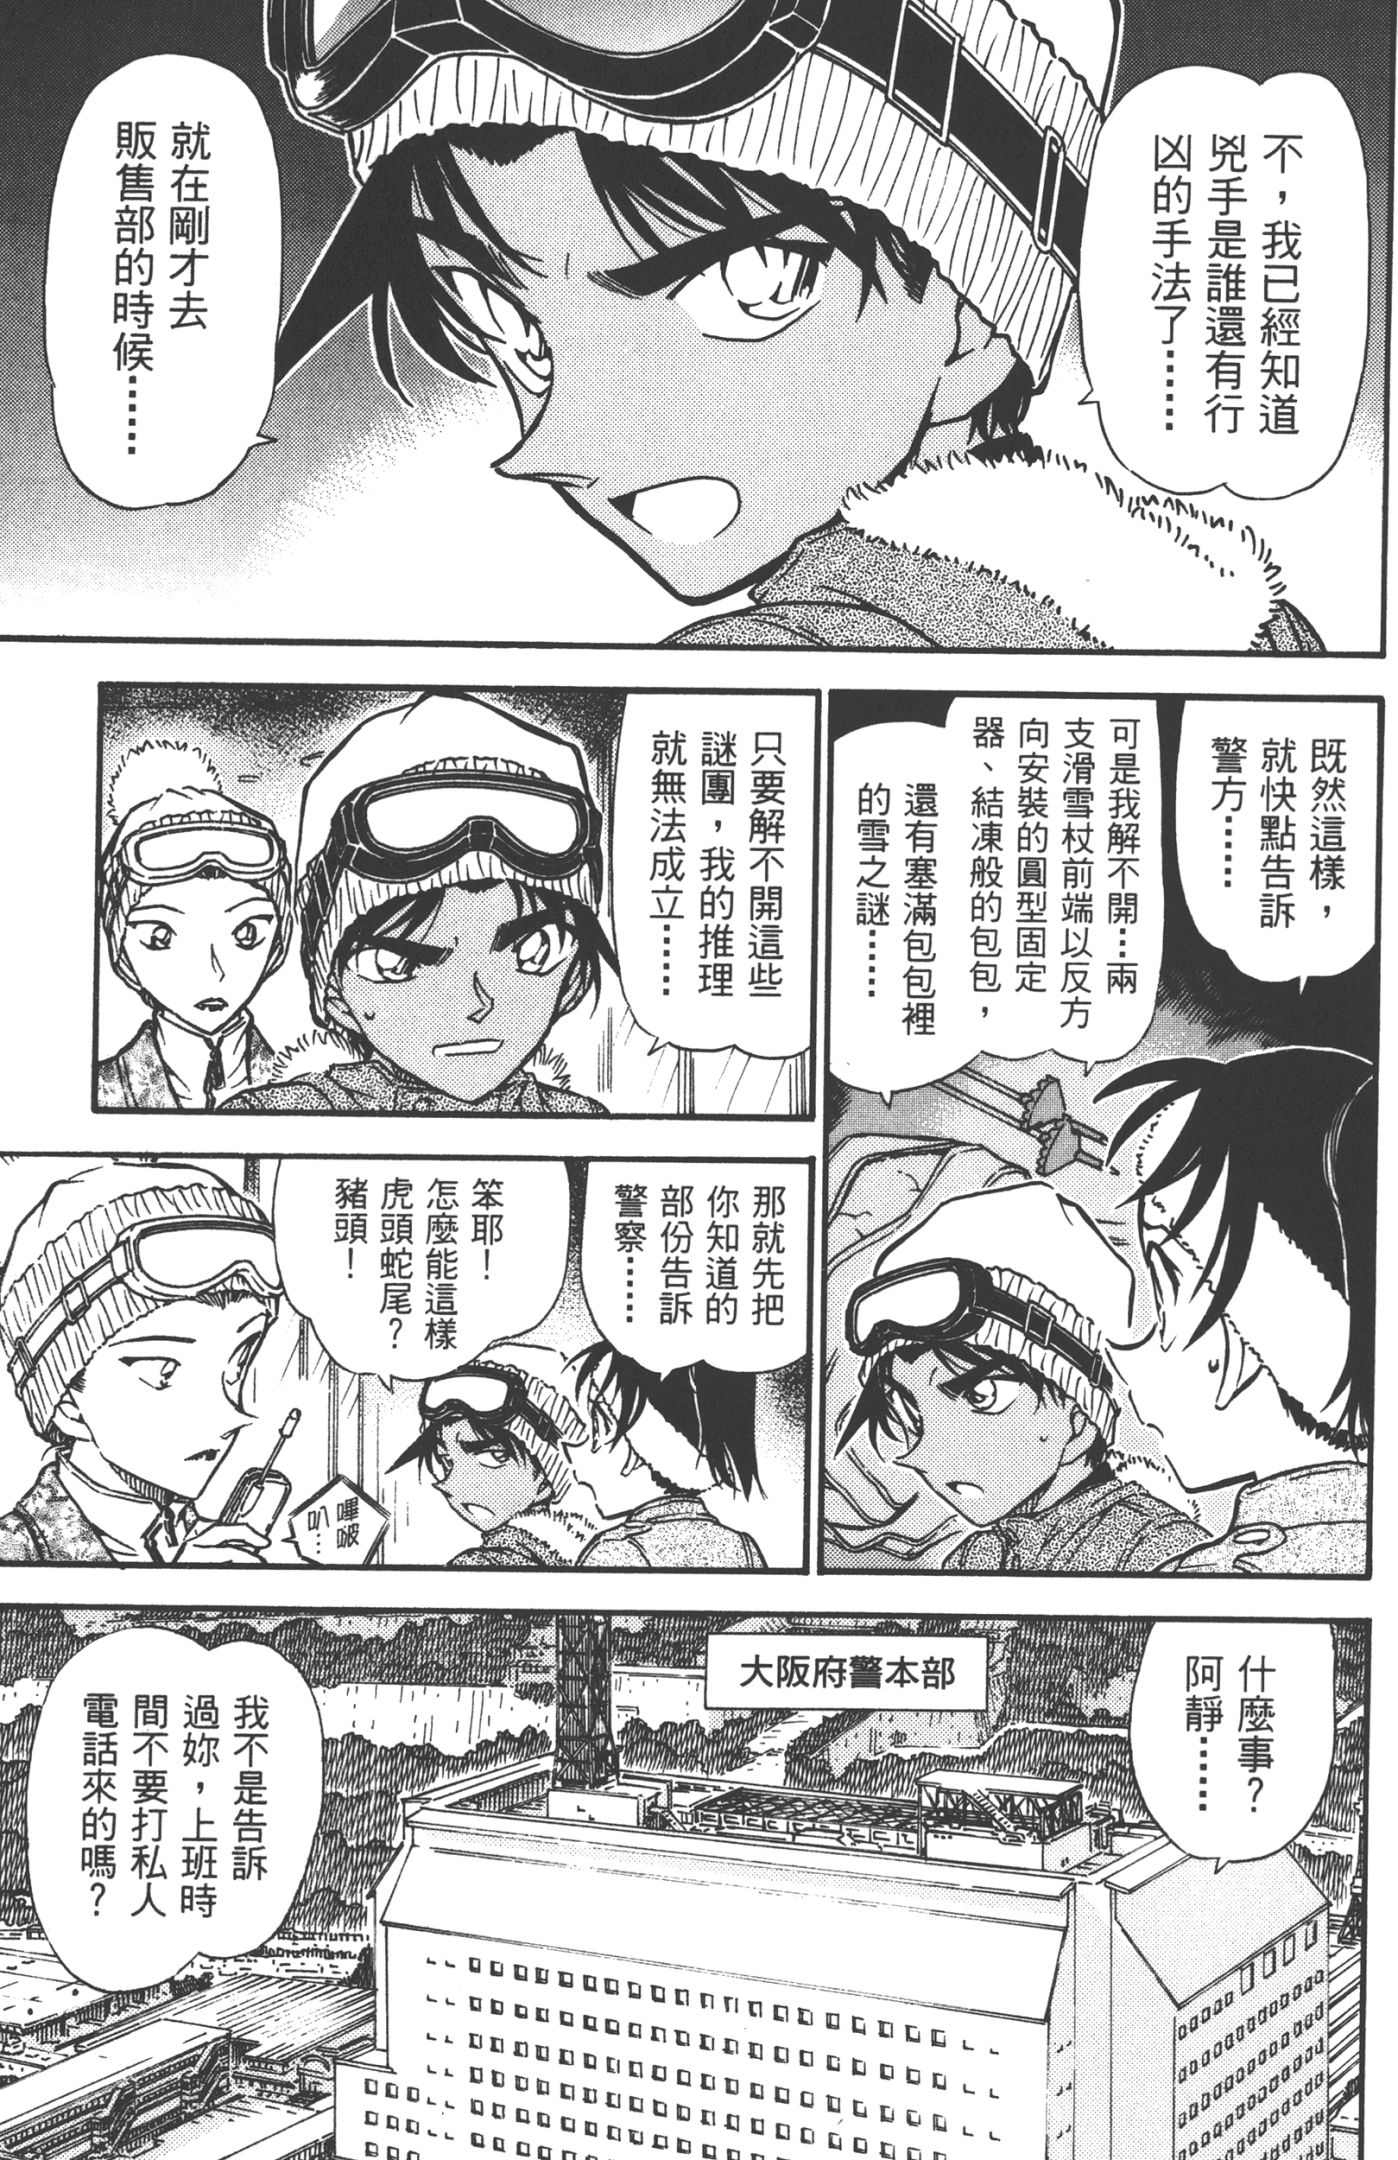 不，我已經知道
兇手是誰還有行
凶的手法了……
就在剛才去
販售部的時候……
既然這樣，
就快點告訴
警方……
可是我解不開…兩
支滑雪杖前端以反方
向安裝的圓型固定
器、結凍般的包包，
還有塞滿包包裡
的雪之謎……
只要解不開這些
謎團，我的推理
就無法成立……
那就先把
你知道的
部份告訴
警察……
笨耶！
怎麼能這樣
虎頭蛇尾？
豬頭！
嗶啵
叭…
什麼事？
阿靜……
大阪府警本部
我不是告訴
過妳，上班時
間不要打私人
電話來的嗎？